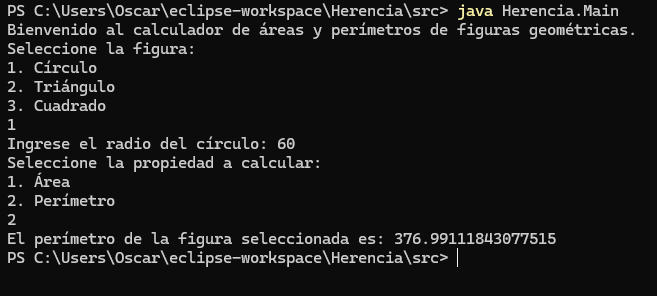 PS C:\Users\Oscar\eclipse-workspace\Herencia\src> java Herencia.Main
Bienvenido al calculador de áreas y perímetros de figuras geométricas.
Seleccione la figura:
1. Círculo
2. Triángulo
3. Cuadrado
1
Ingrese el radio del círculo: 60
Seleccione la propiedad a calcular:
1. Área
2. Perímetro
2
El perímetro de la figura seleccionada es: 376.99111843077515
PS C:\Users\Oscar\eclipse-workspace\Herencia\src>